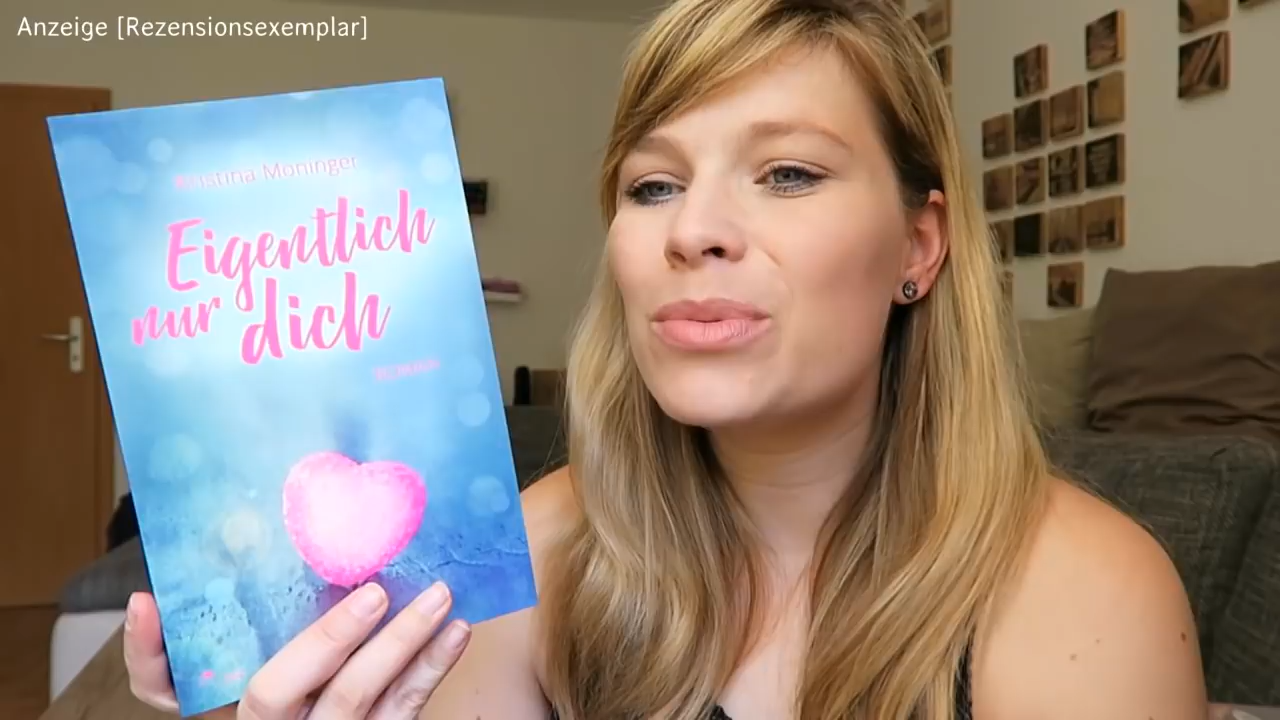 Anzeige [Rezensionsexemplar]
Kristina Moninger
Eigentlich
nur dich
ROMAN